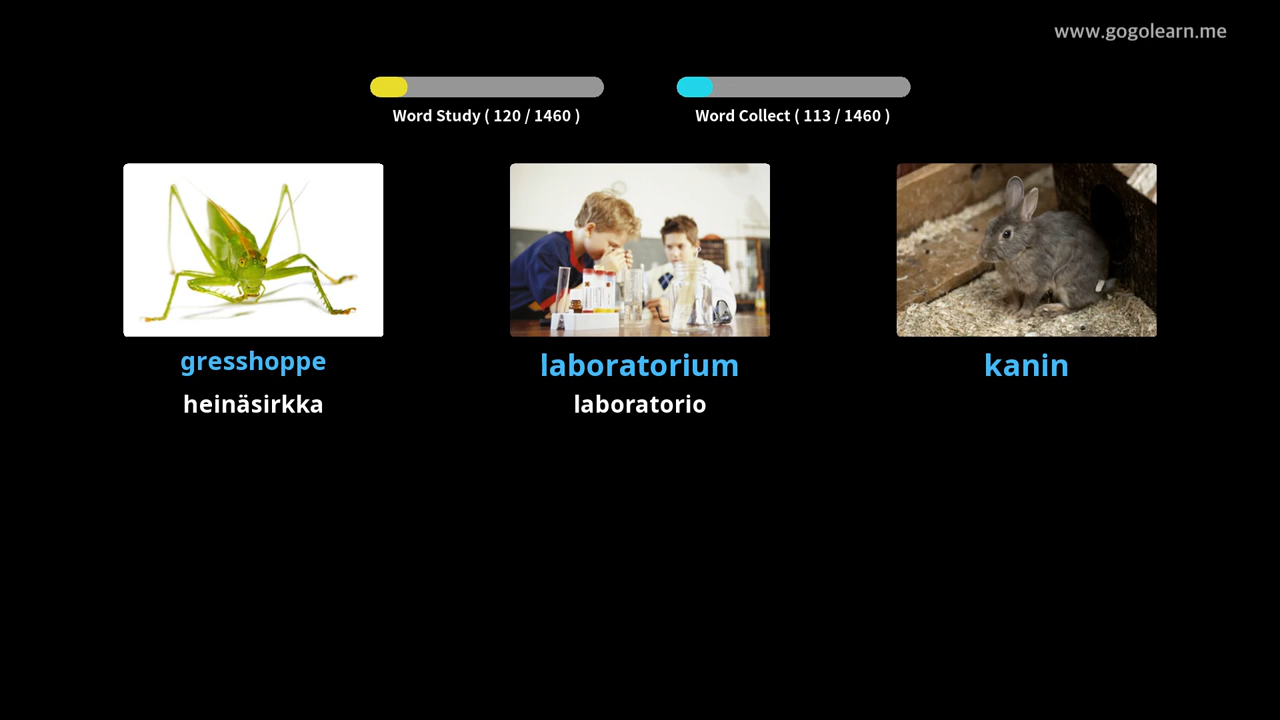 www.gogolearn.me
Word Study ( 120 / 1460 )
Word Collect ( 113 / 1460 )
gresshoppe
laboratorium
kanin
heinäsirkka
laboratorio